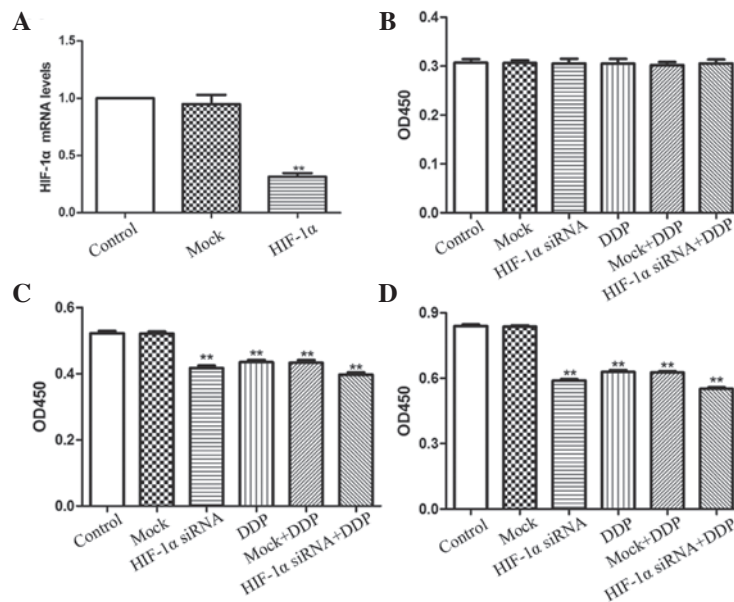 A
HIF-1α mRNA levels
1.5
1.0
0.5
0.0
**
Control
Mock
HIF-1α
B
OD450
0.4
0.3
0.2
0.1
0.0
Control
Mock
HIF-1α siRNA
DDP
Mock+DDP
HIF-1α siRNA+DDP
C
OD450
0.6
0.4
0.2
0.0
**
**
**
**
Control
Mock
HIF-1α siRNA
DDP
Mock+DDP
HIF-1α siRNA+DDP
D
OD450
0.9
0.6
0.3
0.0
**
**
**
**
Control
Mock
HIF-1α siRNA
DDP
Mock+DDP
HIF-1α siRNA+DDP